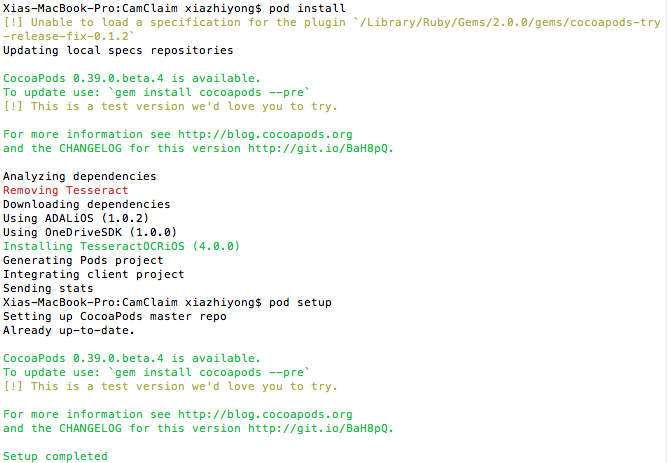 Xias-MacBook-Pro:CamClaim xiazhiyong$ pod install
[!] Unable to load a specification for the plugin `/Library/Ruby/Gems/2.0.0/gems/cocoapods-try
-release-fix-0.1.2`
Updating local specs repositories
CocoaPods 0.39.0.beta.4 is available.
To update use: `gem install cocoapods --pre`
[!] This is a test version we'd love you to try.
For more information see http://blog.cocoapods.org
and the CHANGELOG for this version http://git.io/BaH8pQ.
Analyzing dependencies
Removing Tesseract
Downloading dependencies
Using ADALiOS (1.0.2)
Using OneDriveSDK (1.0.0)
Installing TesseractOCRiOS (4.0.0)
Generating Pods project
Integrating client project
Sending stats
Xias-MacBook-Pro:CamClaim xiazhiyong$ pod setup
Setting up CocoaPods master repo
Already up-to-date.
CocoaPods 0.39.0.beta.4 is available.
To update use: `gem install cocoapods --pre`
[!] This is a test version we'd love you to try.
For more information see http://blog.cocoapods.org
and the CHANGELOG for this version http://git.io/BaH8pQ.
Setup completed